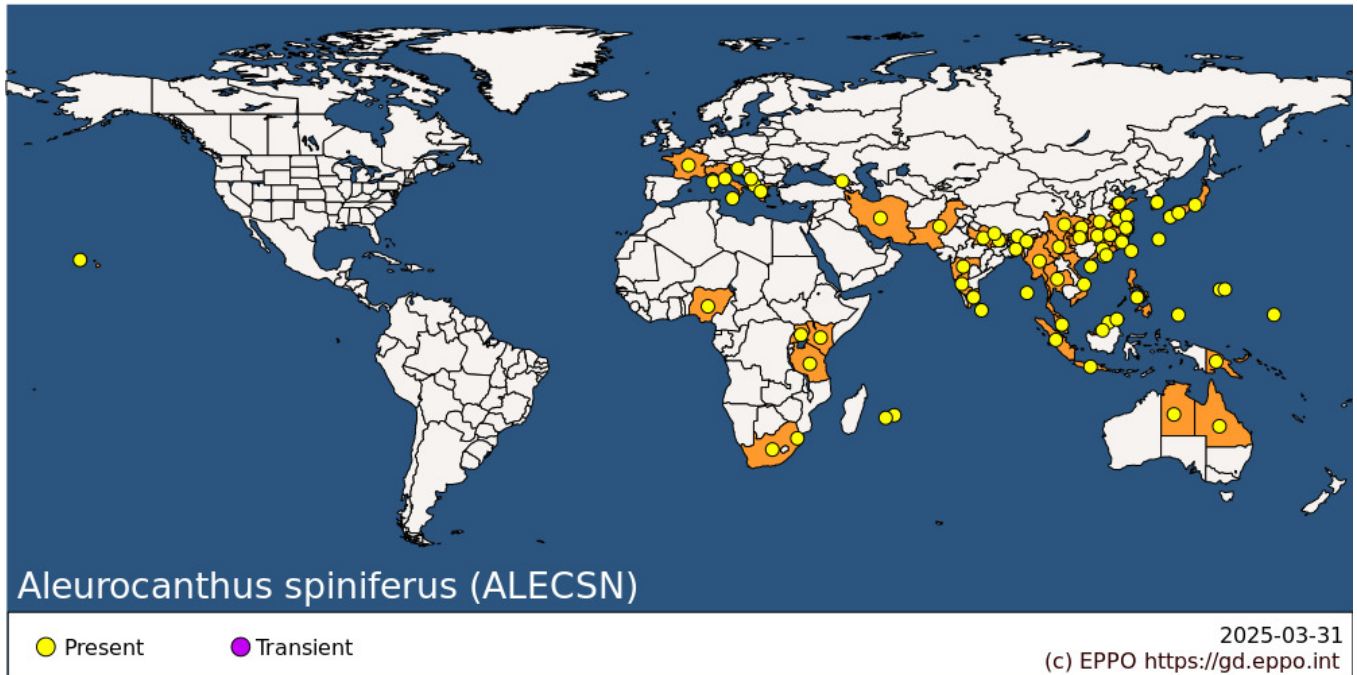 Aleurocanthus spiniferus (ALECSN)
Present
Transient
2025-03-31
(c) EPPO https://gd.eppo.int